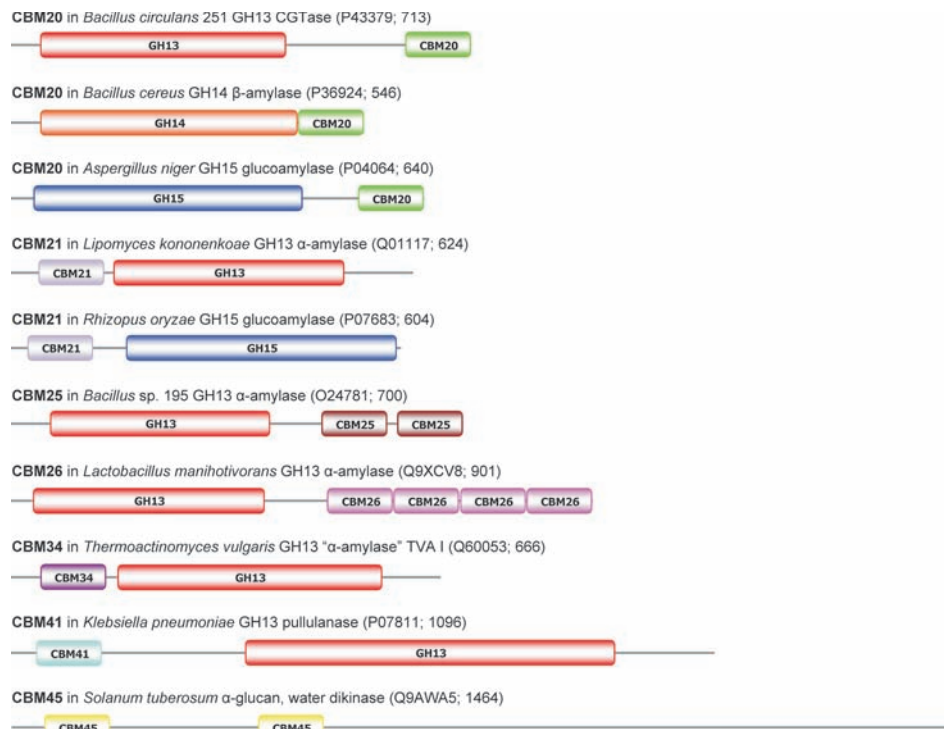 CBM20 in Bacillus circulans 251 GH13 CGTase (P43379; 713)
GH13 CBM20
CBM20 in Bacillus cereus GH14 β-amylase (P36924; 546)
GH14 CBM20
CBM20 in Aspergillus niger GH15 glucoamylase (P04064; 640)
GH15 CBM20
CBM21 in Lipomyces kononenkoae GH13 α-amylase (Q01117; 624)
CBM21 GH13
CBM21 in Rhizopus oryzae GH15 glucoamylase (P07683; 604)
CBM21 GH15
CBM25 in Bacillus sp. 195 GH13 α-amylase (O24781; 700)
GH13 CBM25 CBM25
CBM26 in Lactobacillus manihotivorans GH13 α-amylase (Q9XCV8; 901)
GH13 CBM26 CBM26 CBM26 CBM26
CBM34 in Thermoactinomyces vulgaris GH13 “α-amylase” TVA I (Q60053; 666)
CBM34 GH13
CBM41 in Klebsiella pneumoniae GH13 pullulanase (P07811; 1096)
CBM41 GH13
CBM45 in Solanum tuberosum α-glucan, water dikinase (Q9AWA5; 1464)
CBM45 CBM45